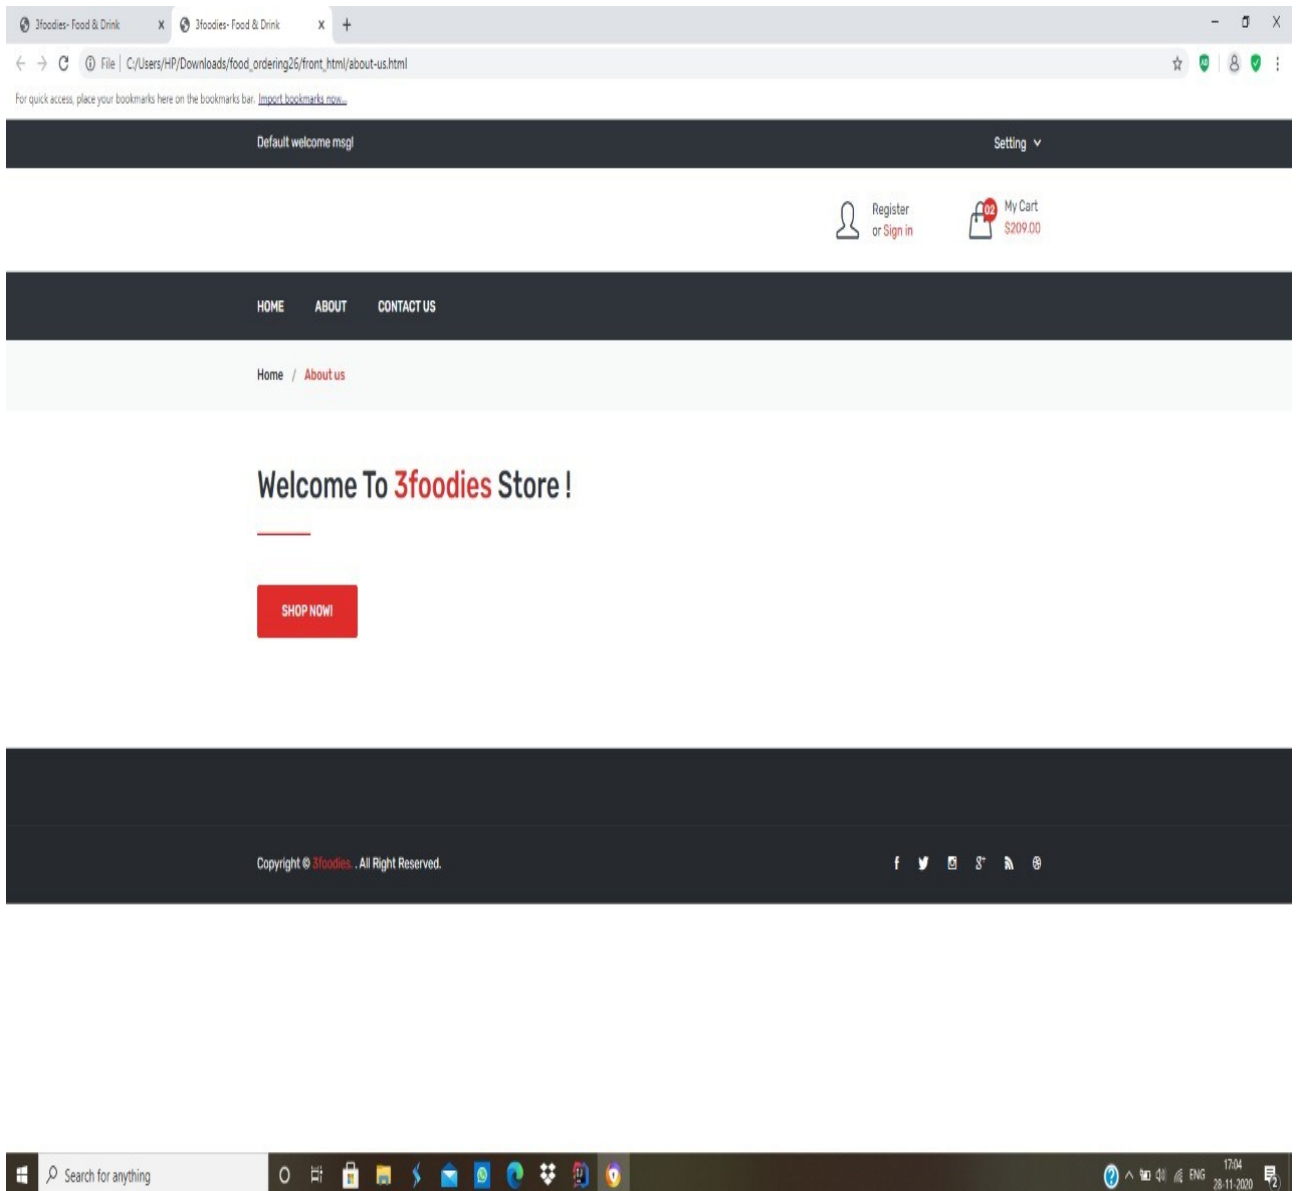 3foodies- Food & Drink x 3foodies- Food & Drink x +
File | C:/Users/HP/Downloads/food_ordering26/front_html/about-us.html
For quick access, place your bookmarks here on the bookmarks bar. Import bookmarks now...
Default welcome msg! Setting
Register
or Sign in
02
My Cart
$209.00
HOME ABOUT CONTACT US
Home / About us
Welcome To 3foodies Store !
SHOP NOW!
Copyright © 3foodies. . All Right Reserved.
Search for anything
ENG
17:04
28-11-2020
2